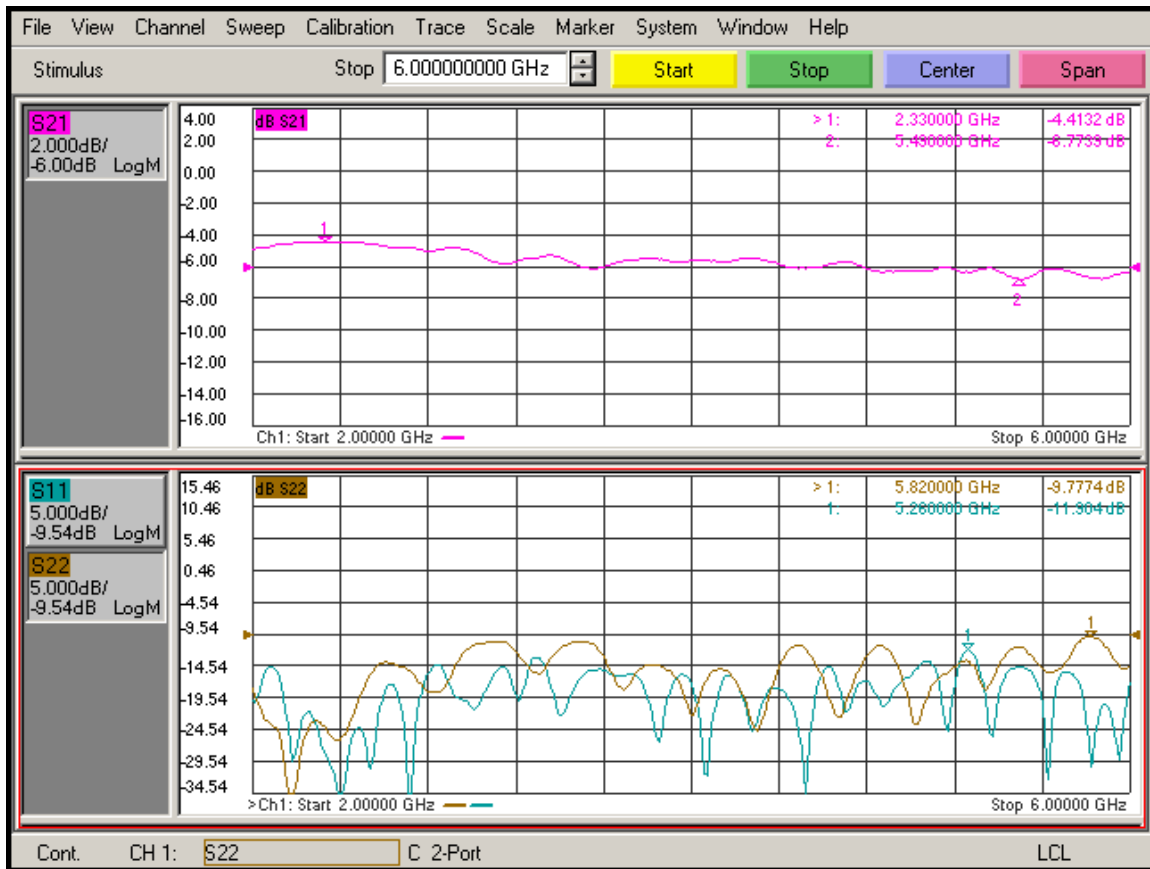 File View Channel Sweep Calibration Trace Scale Marker System Window Help
Stimulus Stop 6.000000000 GHz Start Stop Center Span
S21
2.000dB/
-6.00dB LogM
4.00
2.00
0.00
-2.00
-4.00
-6.00
-8.00
-10.00
-12.00
-14.00
-16.00
dB S21
> 1: 2.330000 GHz -4.4132 dB
2: 5.490000 GHz -6.7739 dB
1
2
Ch1: Start 2.00000 GHz Stop 6.00000 GHz
S11
5.000dB/
-9.54dB LogM
S22
5.000dB/
-9.54dB LogM
15.46
10.46
5.46
0.46
-4.54
-9.54
-14.54
-19.54
-24.54
-29.54
-34.54
dB S22
> 1: 5.820000 GHz -9.7774 dB
1: 5.260000 GHz -11.904 dB
1
1
>Ch1: Start 2.00000 GHz Stop 6.00000 GHz
Cont. CH 1: S22 C 2-Port LCL